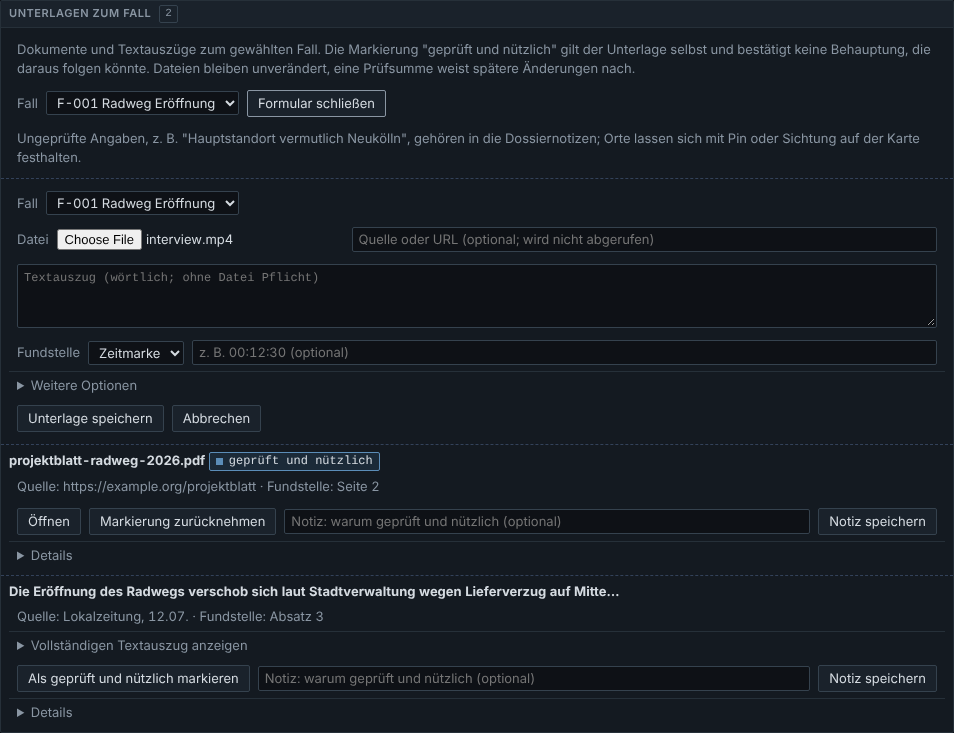 UNTERLAGEN ZUM FALL 2
Dokumente und Textauszüge zum gewählten Fall. Die Markierung "geprüft und nützlich" gilt der Unterlage selbst und bestätigt keine Behauptung, die
daraus folgen könnte. Dateien bleiben unverändert, eine Prüfsumme weist spätere Änderungen nach.
Fall F-001 Radweg Eröffnung Formular schließen
Ungeprüfte Angaben, z. B. "Hauptstandort vermutlich Neukölln", gehören in die Dossiernotizen; Orte lassen sich mit Pin oder Sichtung auf der Karte
festhalten.
Fall F-001 Radweg Eröffnung
Datei Choose File interview.mp4 Quelle oder URL (optional; wird nicht abgerufen)
Textauszug (wörtlich; ohne Datei Pflicht)
Fundstelle Zeitmarke z. B. 00:12:30 (optional)
Weitere Optionen
Unterlage speichern Abbrechen
projektblatt-radweg-2026.pdf geprüft und nützlich
Quelle: https://example.org/projektblatt · Fundstelle: Seite 2
Öffnen Markierung zurücknehmen Notiz: warum geprüft und nützlich (optional) Notiz speichern
Details
Die Eröffnung des Radwegs verschob sich laut Stadtverwaltung wegen Lieferverzug auf Mitte...
Quelle: Lokalzeitung, 12.07. · Fundstelle: Absatz 3
Vollständigen Textauszug anzeigen
Als geprüft und nützlich markieren Notiz: warum geprüft und nützlich (optional) Notiz speichern
Details